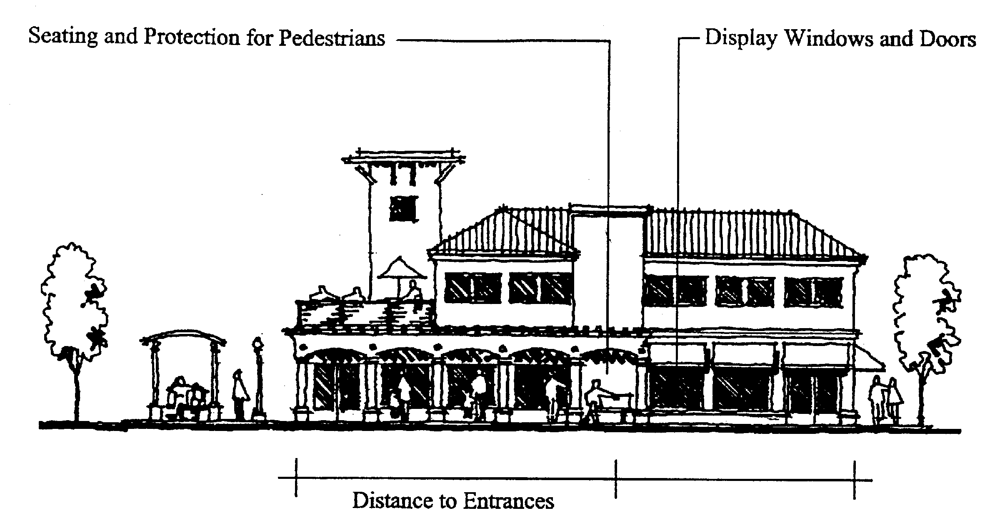 Seating and Protection for Pedestrians
Display Windows and Doors
Distance to Entrances